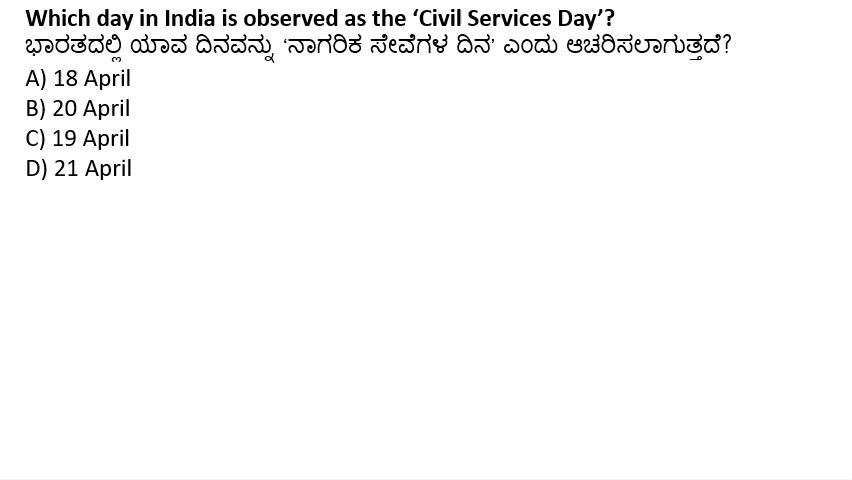 Which day in India is observed as the ‘Civil Services Day’?
ಭಾರತದಲ್ಲಿ ಯಾವ ದಿನವನ್ನು ‘ನಾಗರಿಕ ಸೇವೆಗಳ ದಿನ’ ಎಂದು ಆಚರಿಸಲಾಗುತ್ತದೆ?
A) 18 April
B) 20 April
C) 19 April
D) 21 April